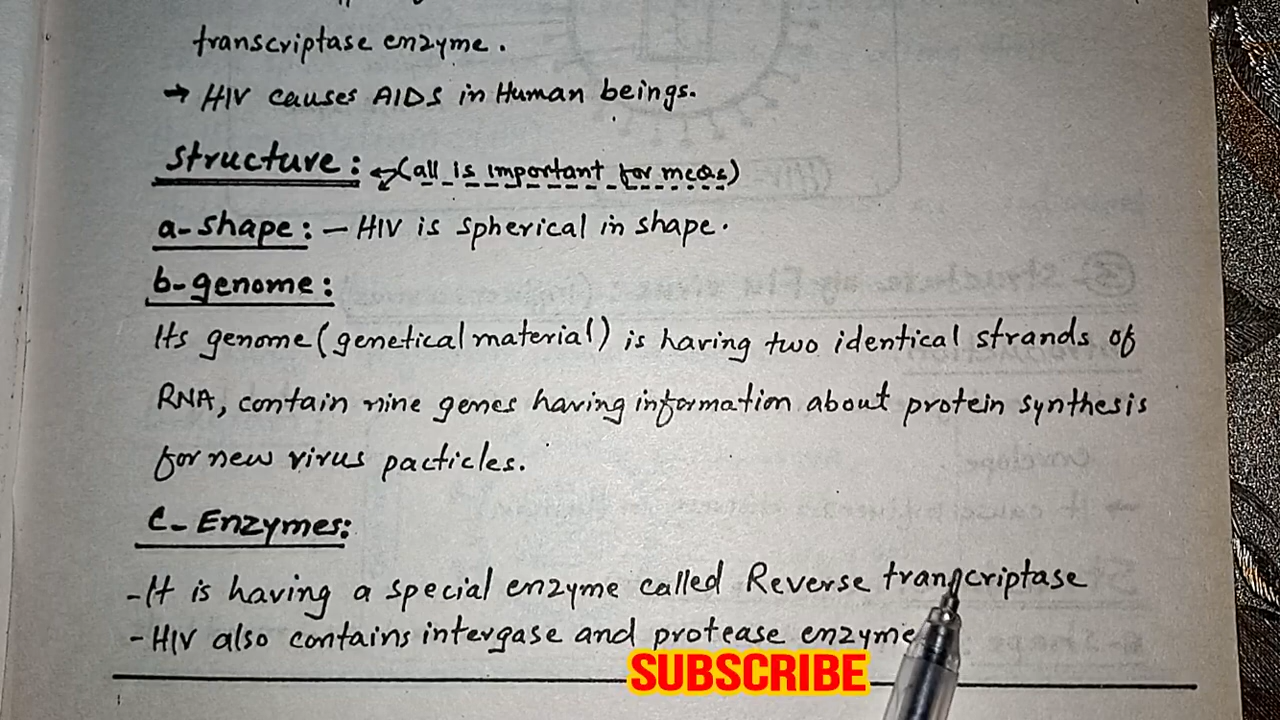 transcriptase enzyme.
→ HIV causes AIDS in Human beings.
structure: (all is important for mcqs)
a-shape: - HIV is spherical in shape.
b-genome:
Its genome (genetical material) is having two identical strands of
RNA, contain nine genes having information about protein synthesis
for new virus pacticles.
C- Enzymes:
- It is having a special enzyme called Reverse transcriptase
- HIV also contains intergase and protease enzyme
SUBSCRIBE